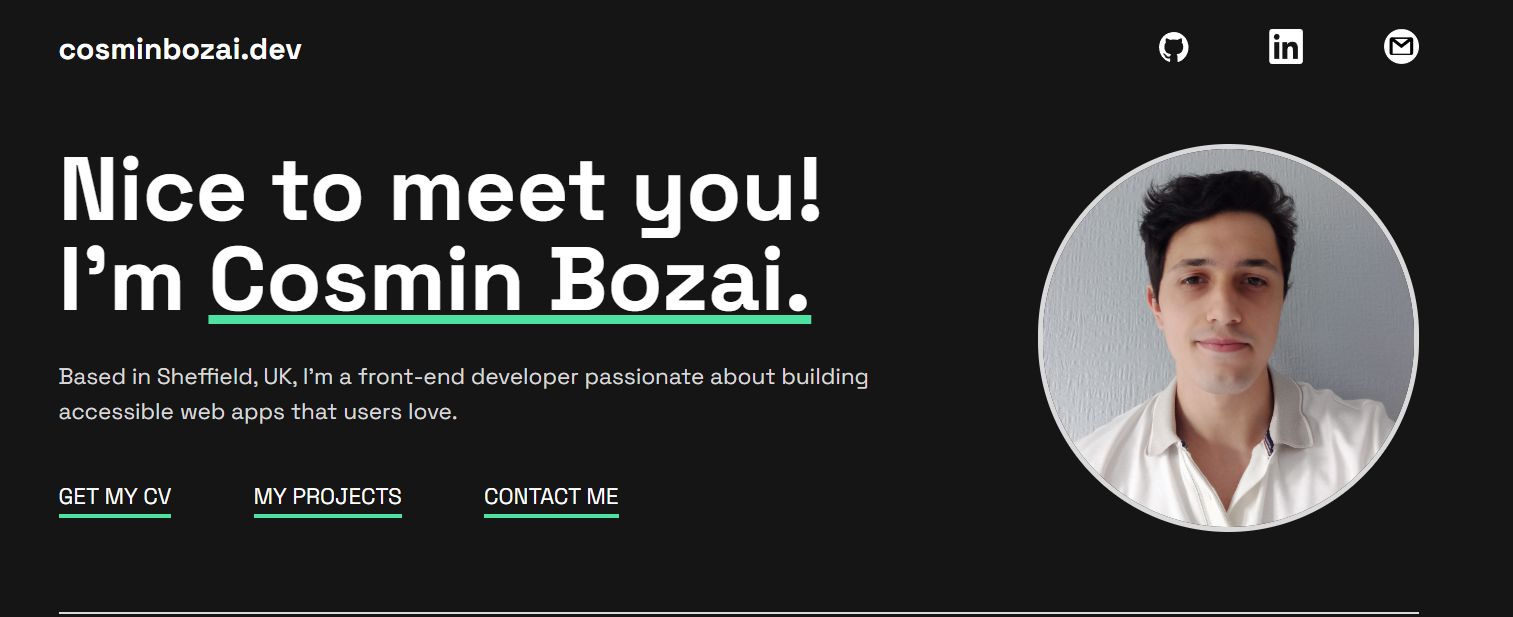 cosminbozai.dev
in
Nice to meet you!
I’m Cosmin Bozai.
Based in Sheffield, UK, I’m a front-end developer passionate about building
accessible web apps that users love.
GET MY CV
MY PROJECTS
CONTACT ME